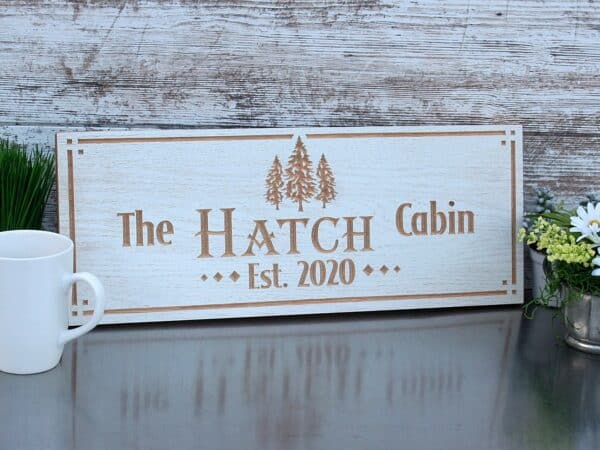 The HATCH Cabin
Est. 2020